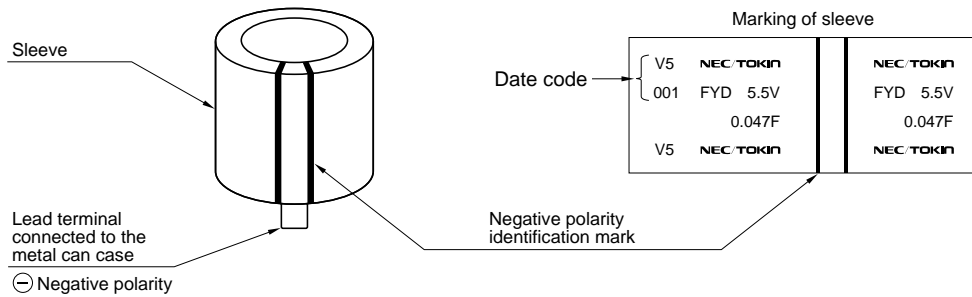 Marking of sleeve
Sleeve
Date code
V5 NEC/TOKIN NEC/TOKIN
001 FYD 5.5V FYD 5.5V
0.047F 0.047F
V5 NEC/TOKIN NEC/TOKIN
Lead terminal
connected to the
metal can case
⊖ Negative polarity
Negative polarity
identification mark